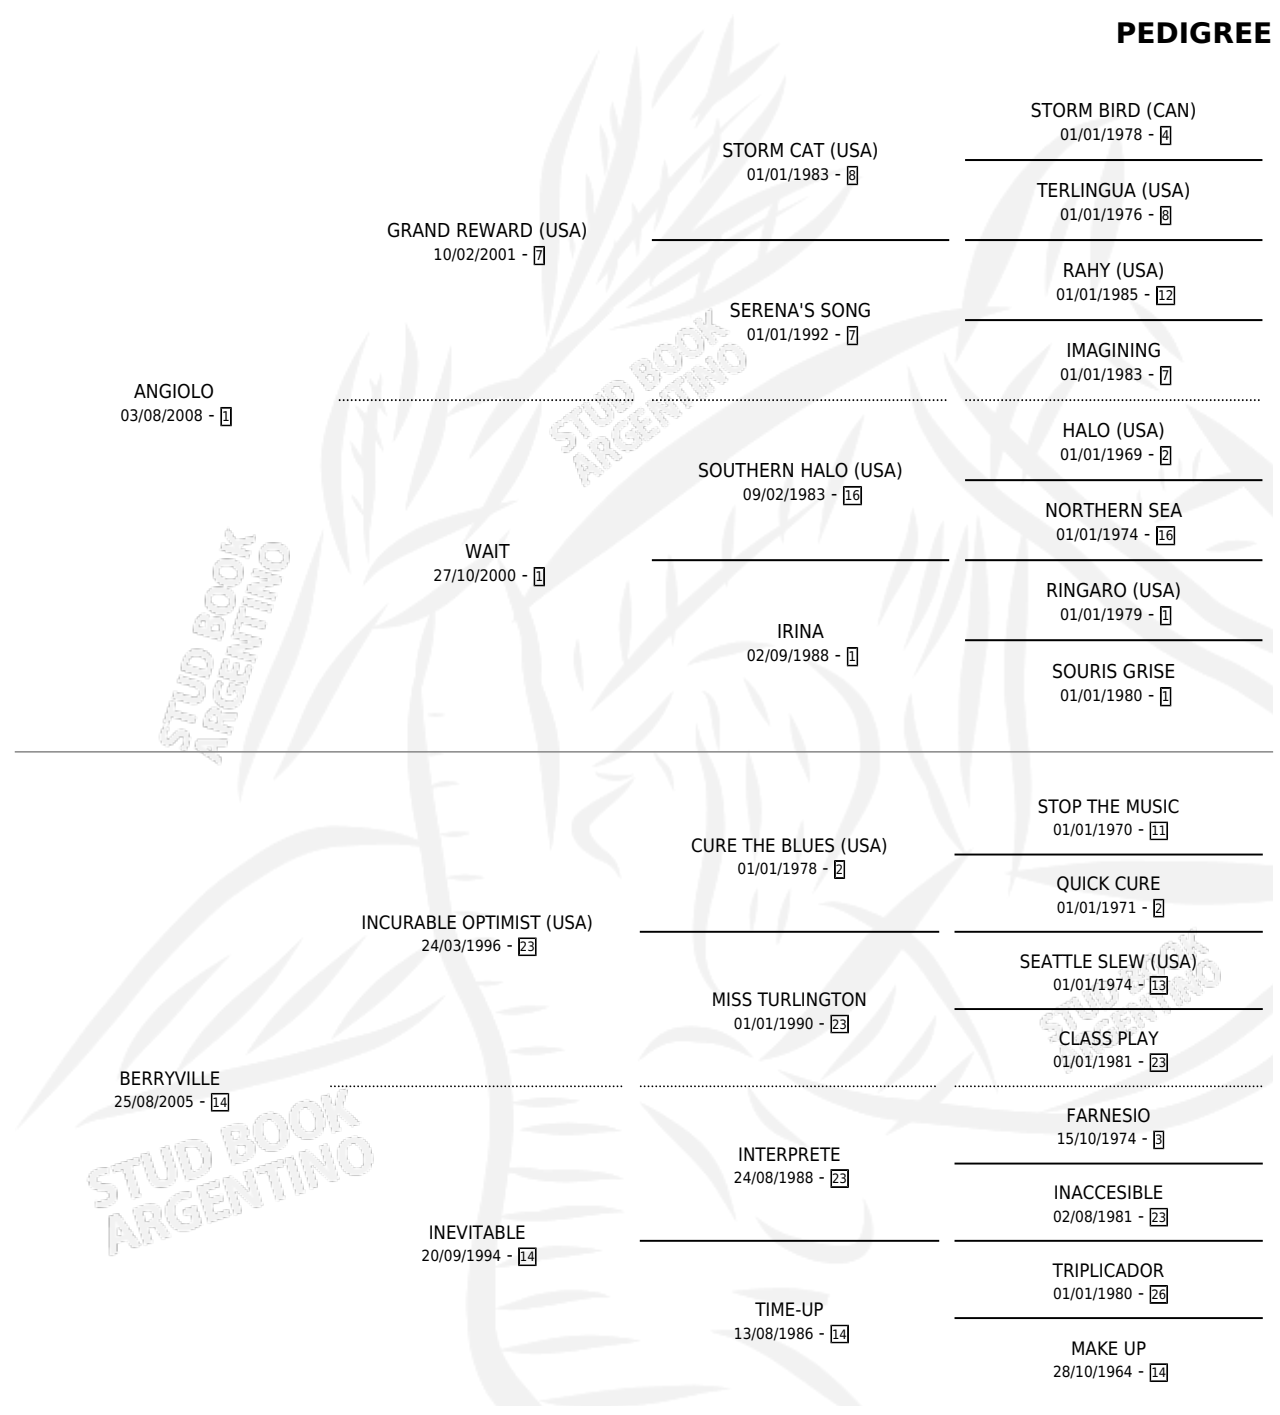 PEDIGREE
STORM BIRD (CAN)
01/01/1978 - 4
STORM CAT (USA)
01/01/1983 - 8
TERLINGUA (USA)
01/01/1976 - 8
GRAND REWARD (USA)
10/02/2001 - 7
RAHY (USA)
01/01/1985 - 12
SERENA'S SONG
01/01/1992 - 7
IMAGINING
01/01/1983 - 7
ANGIOLO
03/08/2008 - 1
HALO (USA)
01/01/1969 - 2
SOUTHERN HALO (USA)
09/02/1983 - 16
NORTHERN SEA
01/01/1974 - 16
WAIT
27/10/2000 - 1
RINGARO (USA)
01/01/1979 - 1
IRINA
02/09/1988 - 1
SOURIS GRISE
01/01/1980 - 1
STOP THE MUSIC
01/01/1970 - 11
CURE THE BLUES (USA)
01/01/1978 - 2
QUICK CURE
01/01/1971 - 2
INCURABLE OPTIMIST (USA)
24/03/1996 - 23
SEATTLE SLEW (USA)
01/01/1974 - 13
MISS TURLINGTON
01/01/1990 - 23
CLASS PLAY
01/01/1981 - 23
BERRYVILLE
25/08/2005 - 14
FARNESIO
15/10/1974 - 3
INTERPRETE
24/08/1988 - 23
INACCESIBLE
02/08/1981 - 23
INEVITABLE
20/09/1994 - 14
TRIPLICADOR
01/01/1980 - 26
TIME-UP
13/08/1986 - 14
MAKE UP
28/10/1964 - 14
STUD BOOK
ARGENTINO
STUD BOOK
ARGENTINO
STUD BOOK
ARGENTINO
STUD BOOK
ARGENTINO